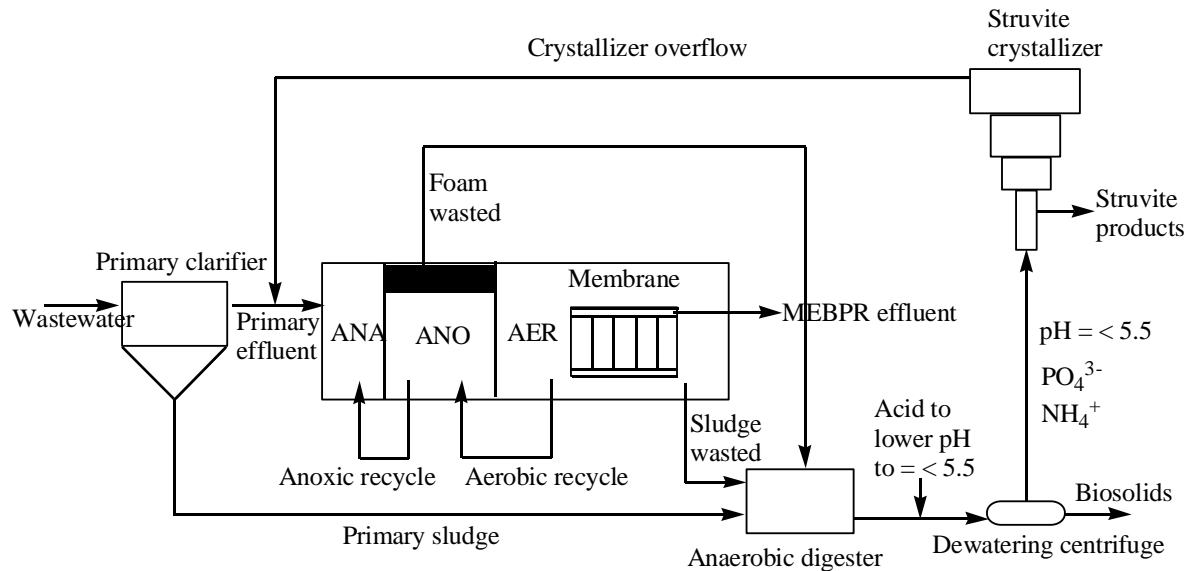 Struvite
crystallizer
Crystallizer overflow
Foam
wasted
Struvite
products
Primary clarifier
Membrane
Wastewater
Primary
effluent
ANA
ANO
AER
MEBPR effluent
pH = < 5.5
PO₄³⁻
NH₄⁺
Acid to
lower pH
to = < 5.5
Sludge
wasted
Anoxic recycle
Aerobic recycle
Biosolids
Primary sludge
Anaerobic digester
Dewatering centrifuge